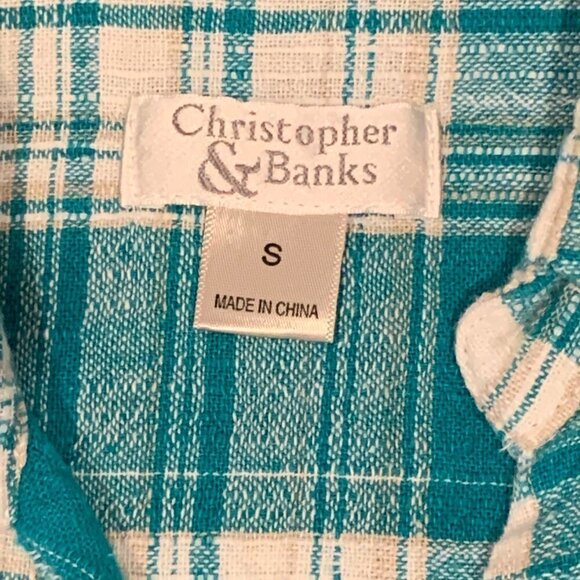 Christopher
& Banks
S
MADE IN CHINA